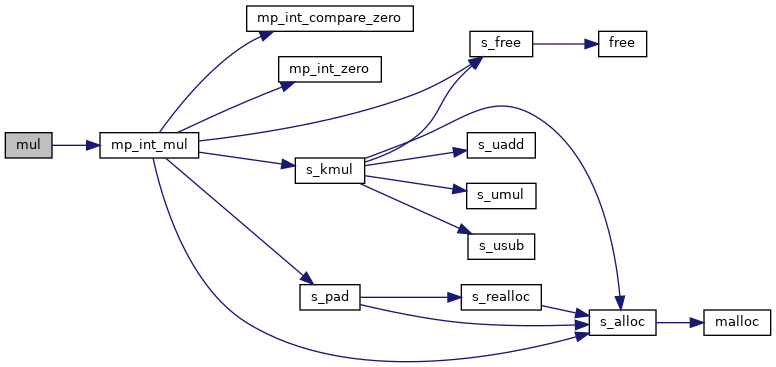 mul
mp_int_mul
mp_int_compare_zero
mp_int_zero
s_free
free
s_kmul
s_uadd
s_umul
s_usub
s_pad
s_realloc
s_alloc
malloc